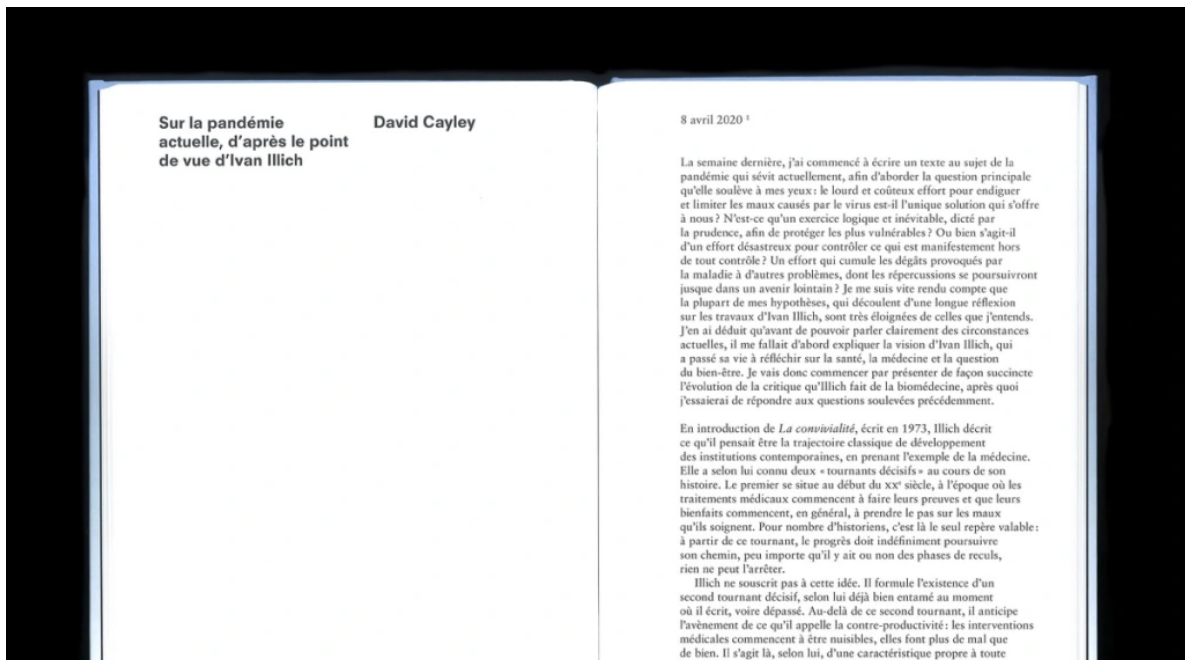 Sur la pandémie
actuelle, d'après le point
de vue d'Ivan Illich
David Cayley
8 avril 2020 ¹
La semaine dernière, j'ai commencé à écrire un texte au sujet de la
pandémie qui sévit actuellement, afin d'aborder la question principale
qu'elle soulève à mes yeux : le lourd et coûteux effort pour endiguer
et limiter les maux causés par le virus est-il l'unique solution qui s'offre
à nous ? N'est-ce qu'un exercice logique et inévitable, dicté par
la prudence, afin de protéger les plus vulnérables ? Ou bien s'agit-il
d'un effort désastreux pour contrôler ce qui est manifestement hors
de tout contrôle ? Un effort qui cumule les dégâts provoqués par
la maladie à d'autres problèmes, dont les répercussions se poursuivront
jusque dans un avenir lointain ? Je me suis vite rendu compte que
la plupart de mes hypothèses, qui découlent d'une longue réflexion
sur les travaux d'Ivan Illich, sont très éloignées de celles que j'entends.
J'en ai déduit qu'avant de pouvoir parler clairement des circonstances
actuelles, il me fallait d'abord expliquer la vision d'Ivan Illich, qui
a passé sa vie à réfléchir sur la santé, la médecine et la question
du bien-être. Je vais donc commencer par présenter de façon succincte
l'évolution de la critique qu'Illich fait de la biomédecine, après quoi
j'essaierai de répondre aux questions soulevées précédemment.
En introduction de La convivialité, écrit en 1973, Illich décrit
ce qu'il pensait être la trajectoire classique de développement
des institutions contemporaines, en prenant l'exemple de la médecine.
Elle a selon lui connu deux « tournants décisifs » au cours de son
histoire. Le premier se situe au début du XXᵉ siècle, à l'époque où les
traitements médicaux commencent à faire leurs preuves et que leurs
bienfaits commencent, en général, à prendre le pas sur les maux
qu'ils soignent. Pour nombre d'historiens, c'est là le seul repère valable :
à partir de ce tournant, le progrès doit indéfiniment poursuivre
son chemin, peu importe qu'il y ait ou non des phases de reculs,
rien ne peut l'arrêter.
Illich ne souscrit pas à cette idée. Il formule l'existence d'un
second tournant décisif, selon lui déjà bien entamé au moment
où il écrit, voire dépassé. Au-delà de ce second tournant, il anticipe
l'avènement de ce qu'il appelle la contre-productivité : les interventions
médicales commencent à être nuisibles, elles font plus de mal que
de bien. Il s'agit là, selon lui, d'une caractéristique propre à toute